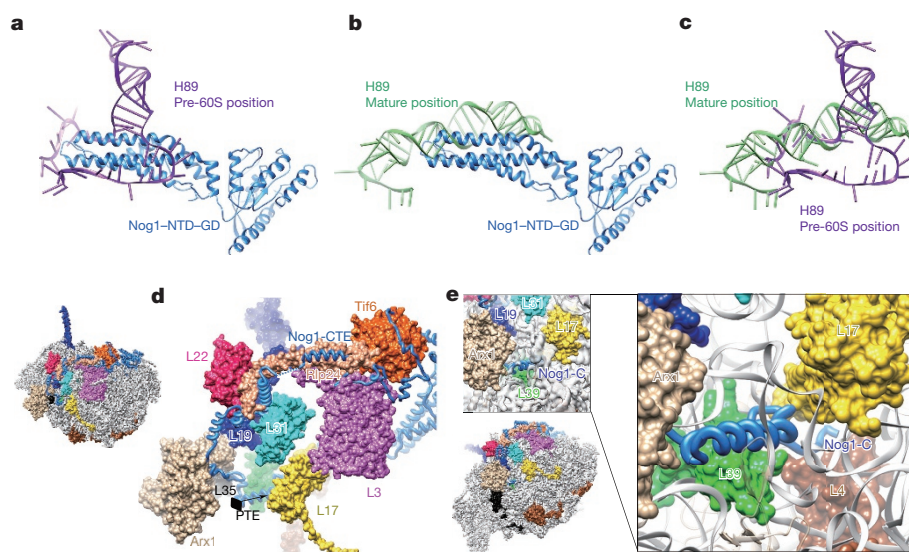 a
H89
Pre-60S position
Nog1–NTD–GD
b
H89
Mature position
Nog1–NTD–GD
c
H89
Mature position
H89
Pre-60S position
d
Tif6
Nog1-CTE
L22
Rlp24
L19
L31
L3
L35
PTE
L17
Arx1
e
L31
L19
L17
Arx1
Nog1-C
L39
L17
Arx1
Nog1-C
L39
L4